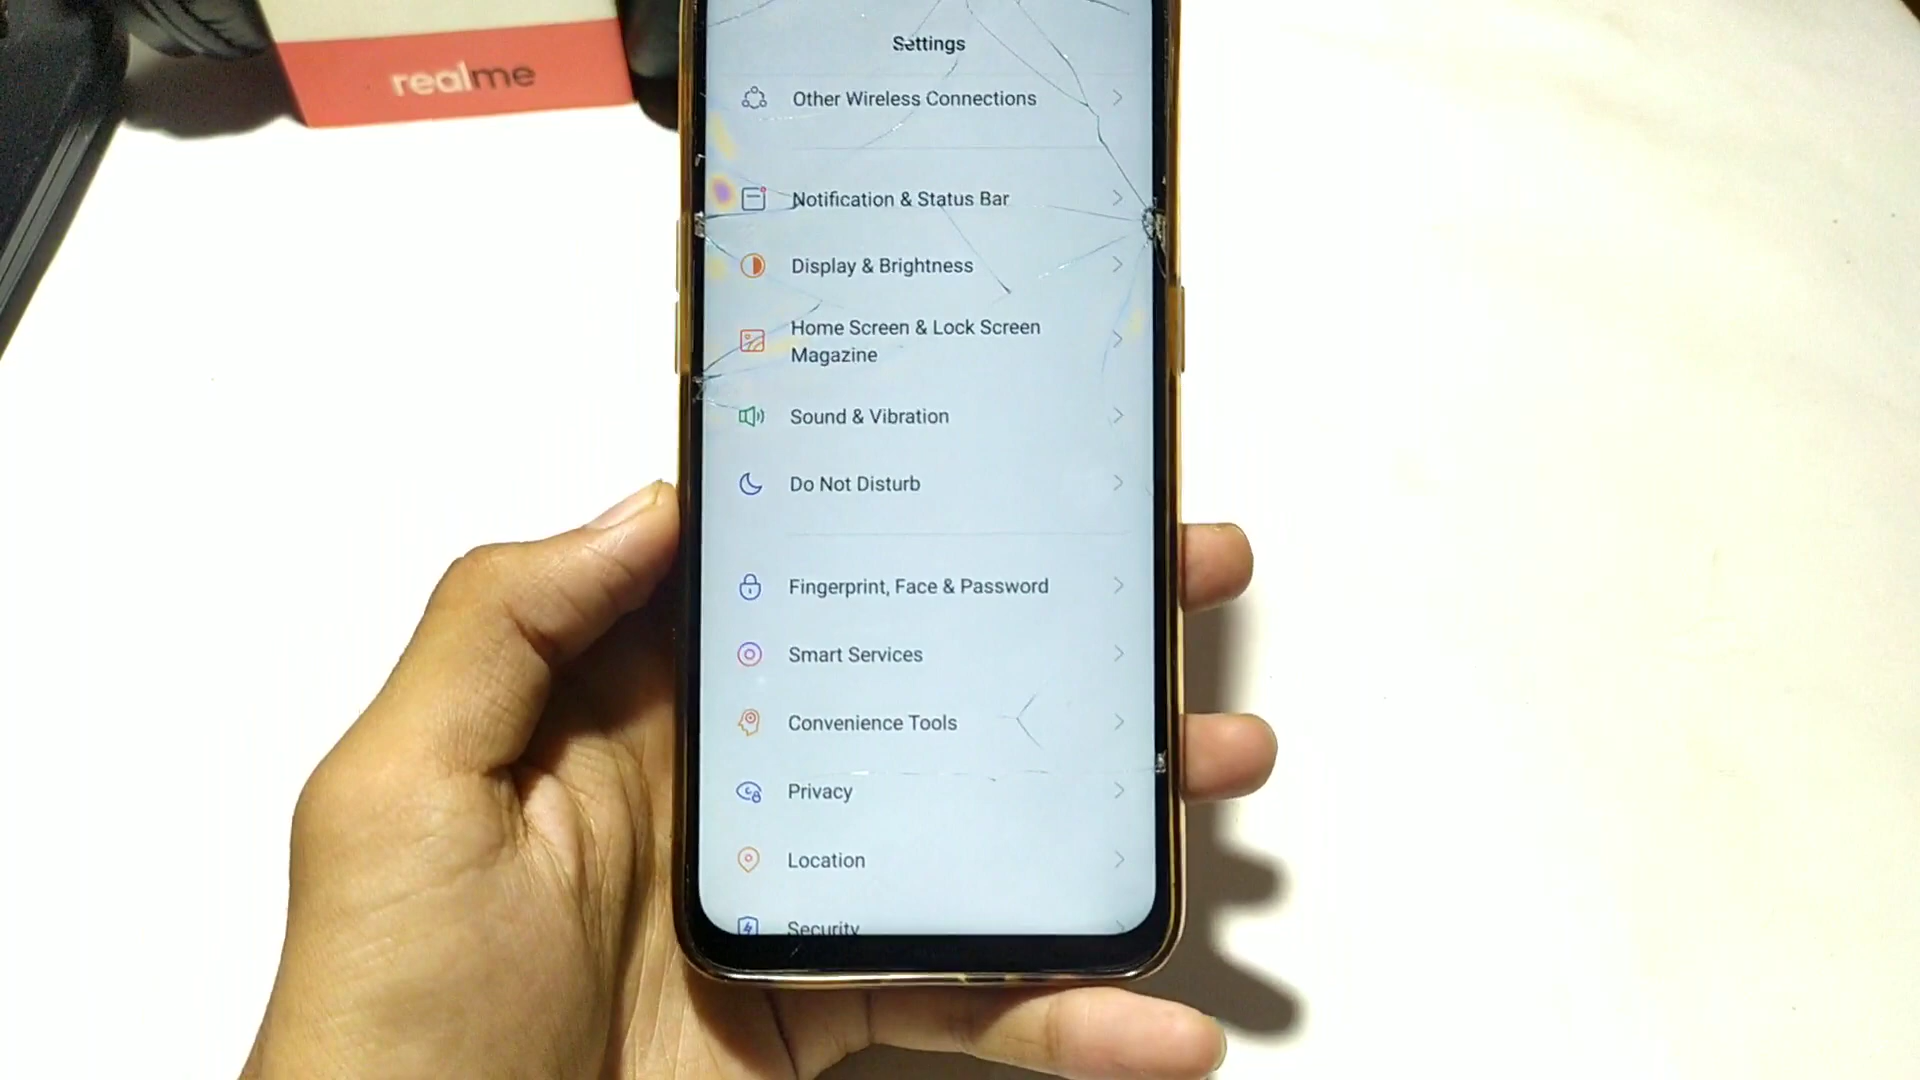 realme
Settings
Other Wireless Connections
Notification & Status Bar
Display & Brightness
Home Screen & Lock Screen
Magazine
Sound & Vibration
Do Not Disturb
Fingerprint, Face & Password
Smart Services
Convenience Tools
Privacy
Location
Security